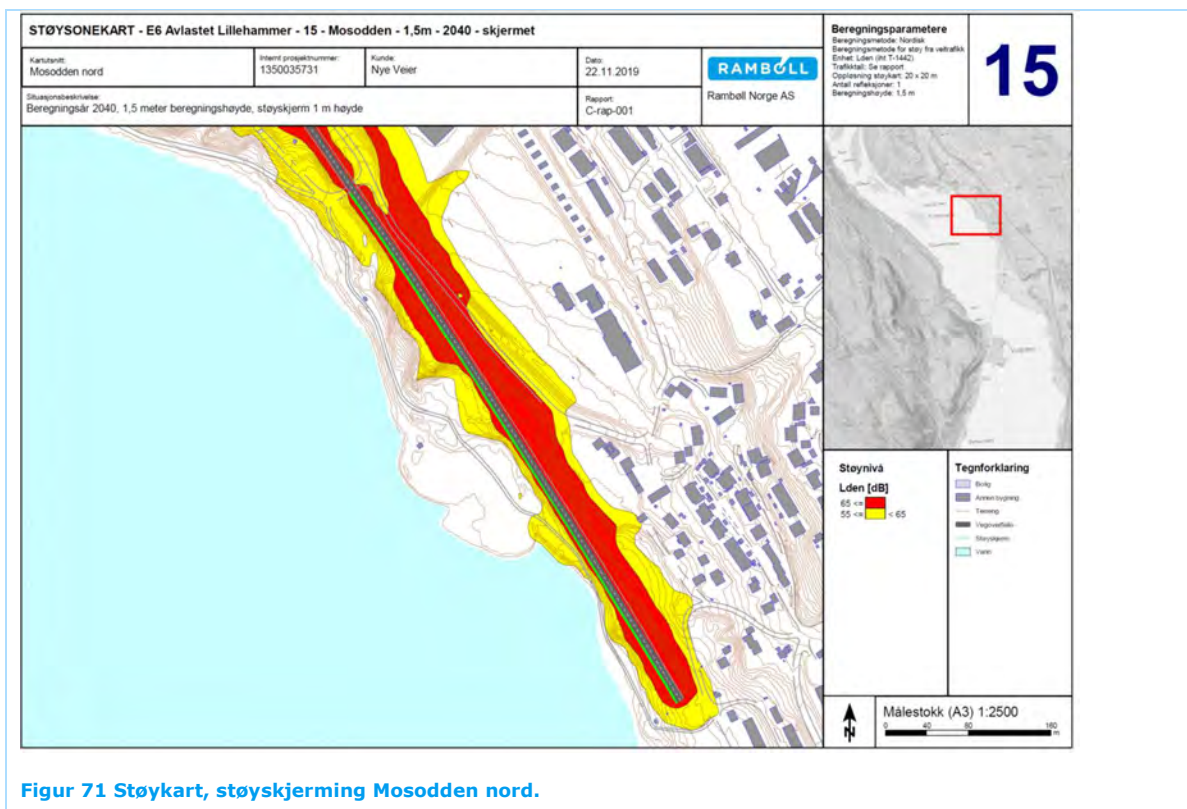 STØYSONEKART - E6 Avlastet Lillehammer - 15 - Mosodden - 1,5m - 2040 - skjermet
Kartutsnitt:
Mosodden nord
Internt prosjektnummer:
1350035731
Kunde:
Nye Veier
Dato:
22.11.2019
RAMBOLL
Situasjonsbeskrivelse:
Beregningsår 2040, 1,5 meter beregningshøyde, støyskjerm 1 m høyde
Rapport:
C-rap-001
Rambøll Norge AS
Beregningsparametere
Beregningsmetode: Nordisk
Beregningsmetode for støy fra veitrafikk
Enhet: Lden (iht T-1442)
Trafikktall: Se rapport
Oppløsning støykart: 20 x 20 m
Antall refleksjoner: 1
Beregningshøyde: 1,5 m
15
Støynivå
Lden [dB]
65 <=
55 <= < 65
Tegnforklaring
Bolig
Annen bygning
Terreng
Støyskjerm
Vann
N
Målestokk (A3) 1:2500
0 40 80 160
m
Figur 71 Støykart, støyskjerming Mosodden nord.